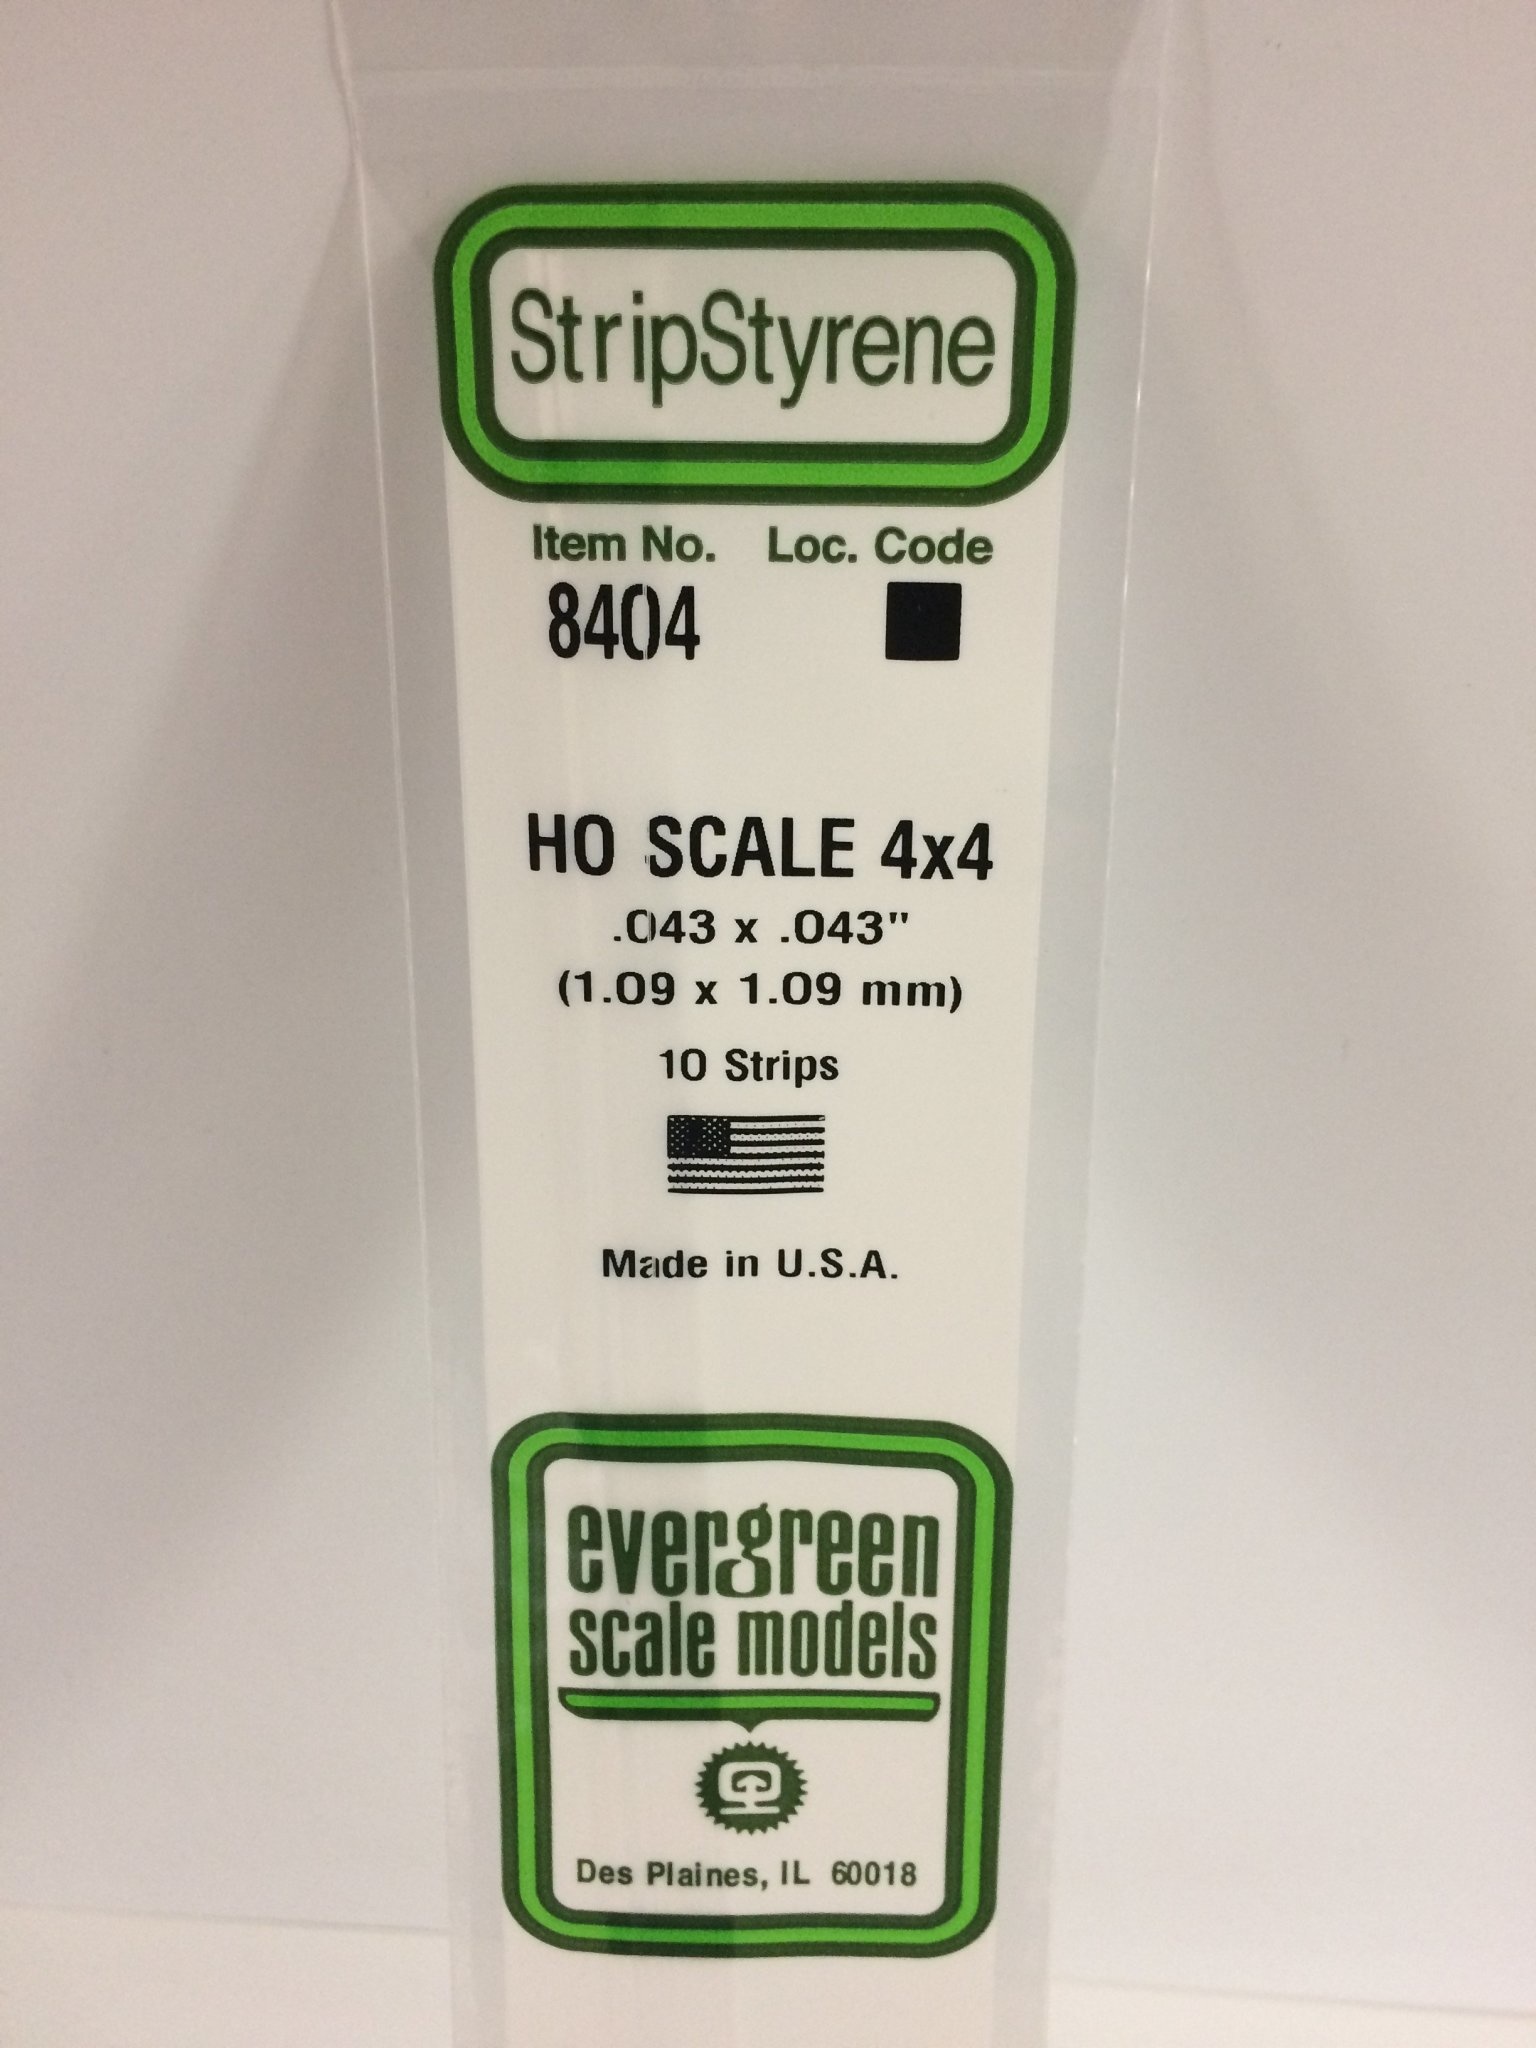 StripStyrene
Item No. Loc. Code
8404
HO SCALE 4x4
.043 x .043"
(1.09 x 1.09 mm)
10 Strips
Made in U.S.A.
evergreen
scale models
Des Plaines, IL 60018